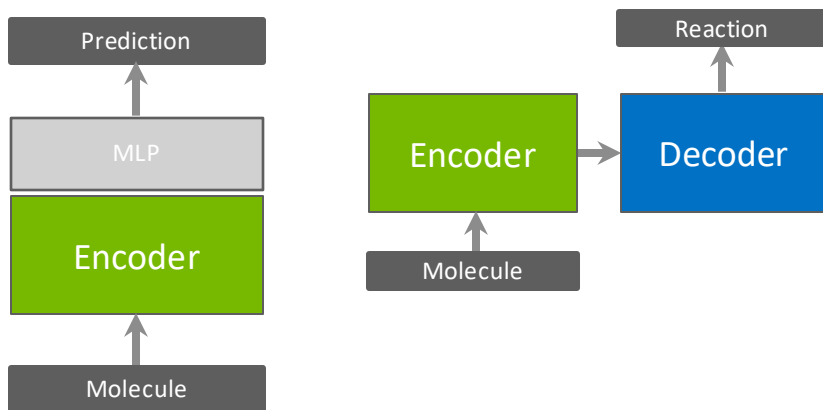 Prediction
MLP
Encoder
Molecule
Reaction
Encoder
Decoder
Molecule